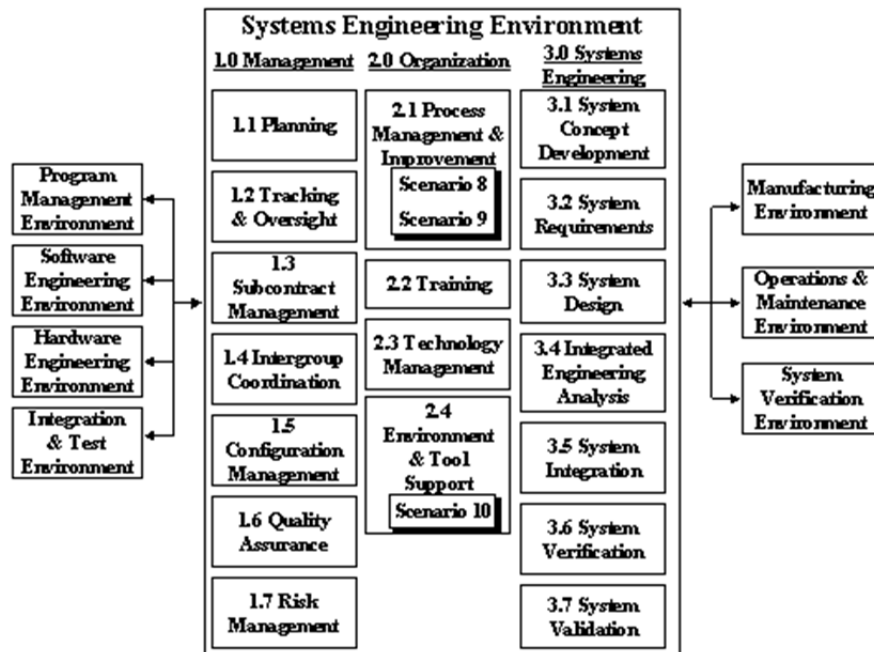 Systems Engineering Environment
1.0 Management
2.0 Organization
3.0 Systems
Engineering
1.1 Planning
1.2 Tracking
& Oversight
1.3
Subcontract
Management
1.4 Intergroup
Coordination
1.5
Configuration
Management
1.6 Quality
Assurance
1.7 Risk
Management
2.1 Process
Management &
Improvement
Scenario 8
Scenario 9
2.2 Training
2.3 Technology
Management
2.4
Environment
& Tool
Support
Scenario 10
3.1 System
Concept
Development
3.2 System
Requirements
3.3 System
Design
3.4 Integrated
Engineering
Analysis
3.5 System
Integration
3.6 System
Verification
3.7 System
Validation
Program
Management
Environment
Software
Engineering
Environment
Hardware
Engineering
Environment
Integration
& Test
Environment
Manufacturing
Environment
Operations &
Maintenance
Environment
System
Verification
Environment